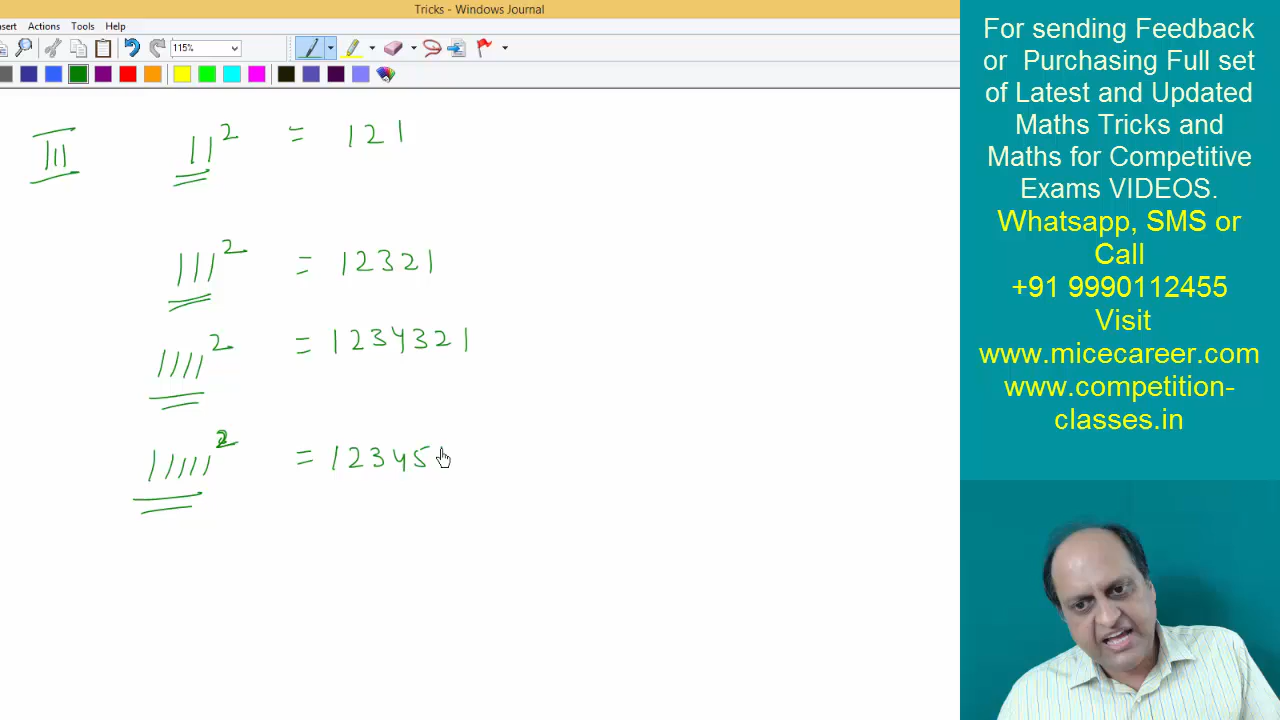 Tricks - Windows Journal
nsert Actions Tools Help
115%
III 11² = 121
111² = 12321
1111² = 1234321
11111² = 12345
For sending Feedback
or Purchasing Full set
of Latest and Updated
Maths Tricks and
Maths for Competitive
Exams VIDEOS.
Whatsapp, SMS or
Call
+91 9990112455
Visit
www.micecareer.com
www.competition-
classes.in